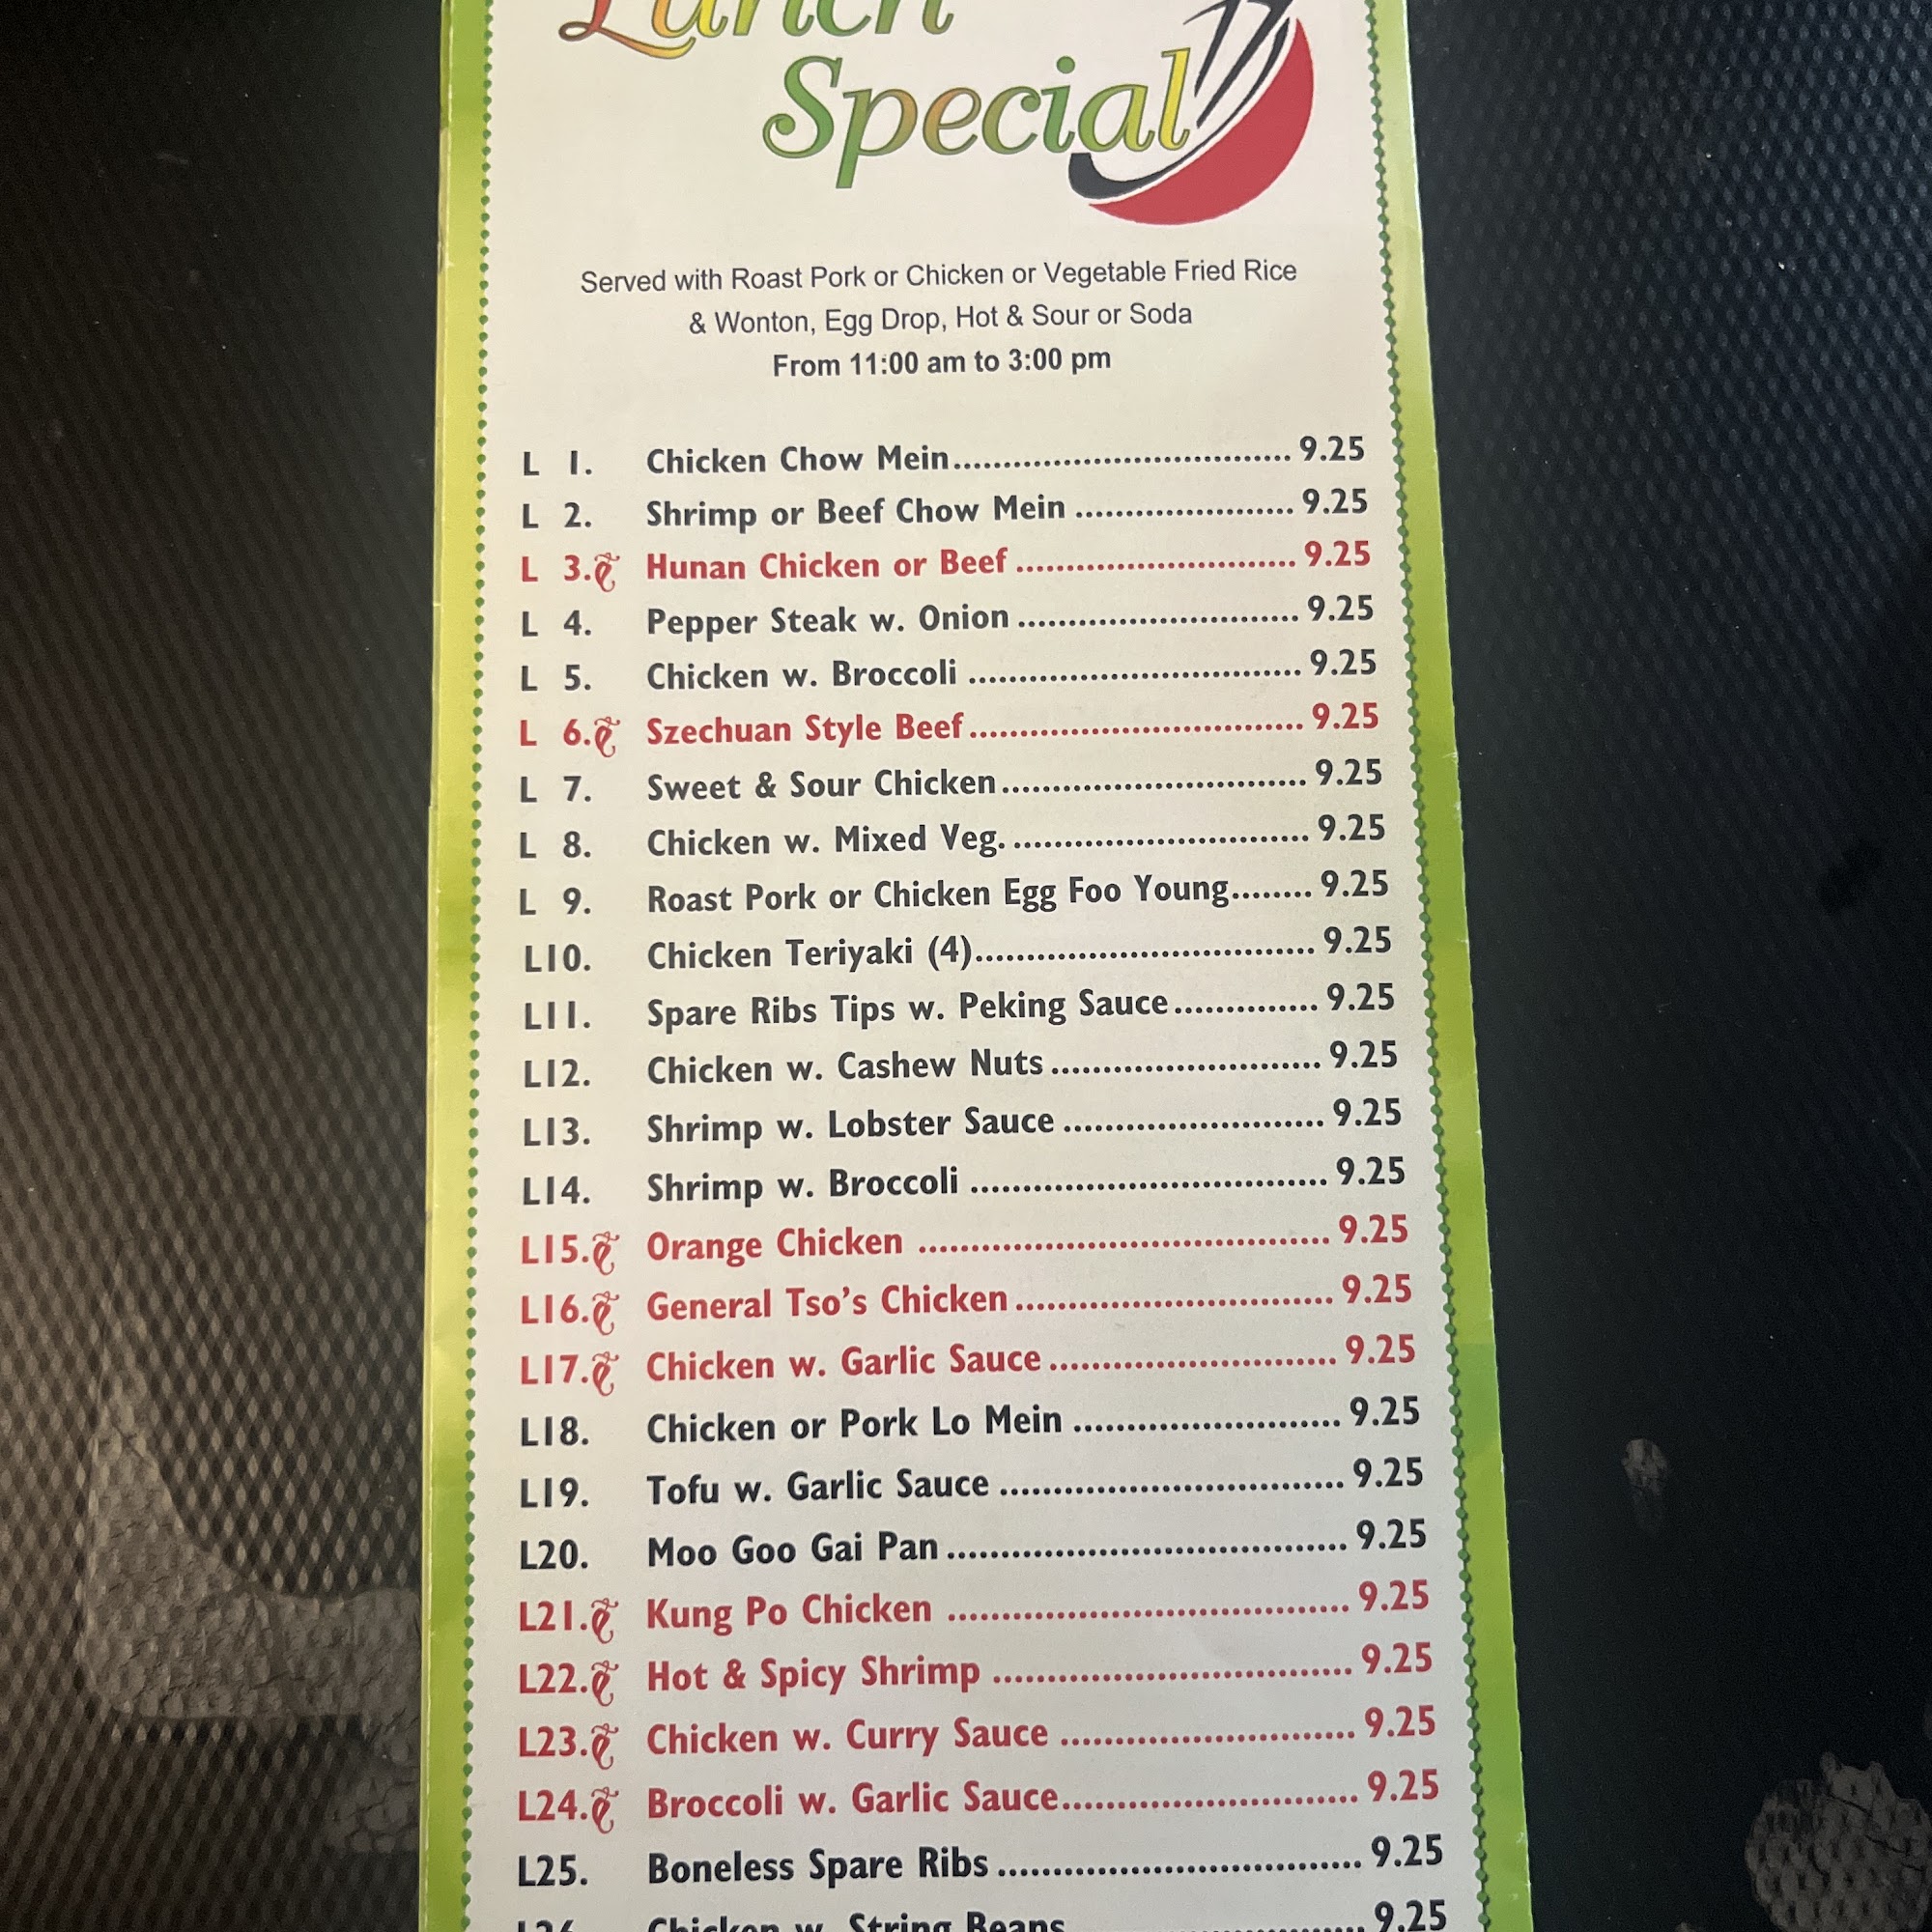 Lunch
Special
Served with Roast Pork or Chicken or Vegetable Fried Rice
& Wonton, Egg Drop, Hot & Sour or Soda
From 11:00 am to 3:00 pm
L 1. Chicken Chow Mein.................................. 9.25
L 2. Shrimp or Beef Chow Mein ...................... 9.25
L 3. Hunan Chicken or Beef ............................ 9.25
L 4. Pepper Steak w. Onion ............................ 9.25
L 5. Chicken w. Broccoli ................................. 9.25
L 6. Szechuan Style Beef................................. 9.25
L 7. Sweet & Sour Chicken.............................. 9.25
L 8. Chicken w. Mixed Veg. ............................. 9.25
L 9. Roast Pork or Chicken Egg Foo Young........ 9.25
L10. Chicken Teriyaki (4).................................. 9.25
L11. Spare Ribs Tips w. Peking Sauce .............. 9.25
L12. Chicken w. Cashew Nuts .......................... 9.25
L13. Shrimp w. Lobster Sauce ......................... 9.25
L14. Shrimp w. Broccoli .................................. 9.25
L15. Orange Chicken ....................................... 9.25
L16. General Tso's Chicken .............................. 9.25
L17. Chicken w. Garlic Sauce ........................... 9.25
L18. Chicken or Pork Lo Mein ......................... 9.25
L19. Tofu w. Garlic Sauce ................................ 9.25
L20. Moo Goo Gai Pan ..................................... 9.25
L21. Kung Po Chicken ...................................... 9.25
L22. Hot & Spicy Shrimp .................................. 9.25
L23. Chicken w. Curry Sauce ............................ 9.25
L24. Broccoli w. Garlic Sauce............................ 9.25
L25. Boneless Spare Ribs .................................. 9.25
L26. Chicken w. String Beans ........................... 9.25